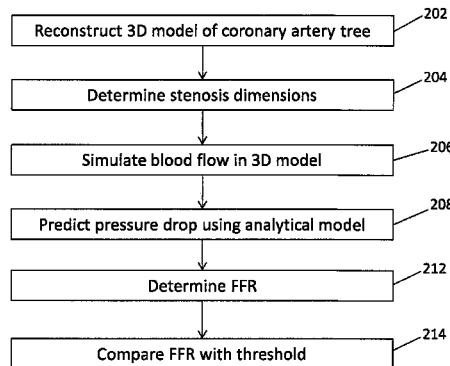 Reconstruct 3D model of coronary artery tree
202
Determine stenosis dimensions
204
Simulate blood flow in 3D model
206
Predict pressure drop using analytical model
208
Determine FFR
212
Compare FFR with threshold
214